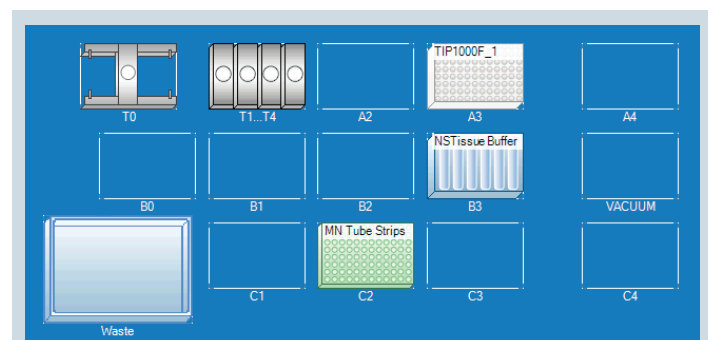 TIP1000F_1
T0
T1...T4
A2
A3
A4
NSTissue Buffer
B0
B1
B2
B3
VACUUM
MN Tube Strips
C1
C2
C3
C4
Waste